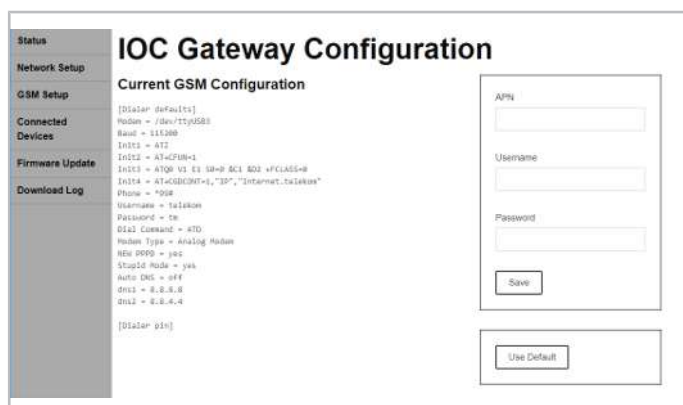 Status
Network Setup
GSM Setup
Connected
Devices
Firmware Update
Download Log
IOC Gateway Configuration
Current GSM Configuration
[Dialer defaults]
Modem = /dev/ttyUSB3
Baud = 115200
Init1 = ATZ
Init2 = AT+CFUN=1
Init3 = ATQ0 V1 E1 S0=0 &C1 &D2 +FCLASS=0
Init4 = AT+CGDCONT=1,"IP","internet.telekom"
Phone = *99#
Username = telekom
Password = tm
Dial Command = ATD
Modem Type = Analog Modem
New PPPD = yes
Stupid Mode = yes
Auto DNS = off
dns1 = 8.8.8.8
dns2 = 8.8.4.4
[Dialer pin]
APN
Username
Password
Save
Use Default